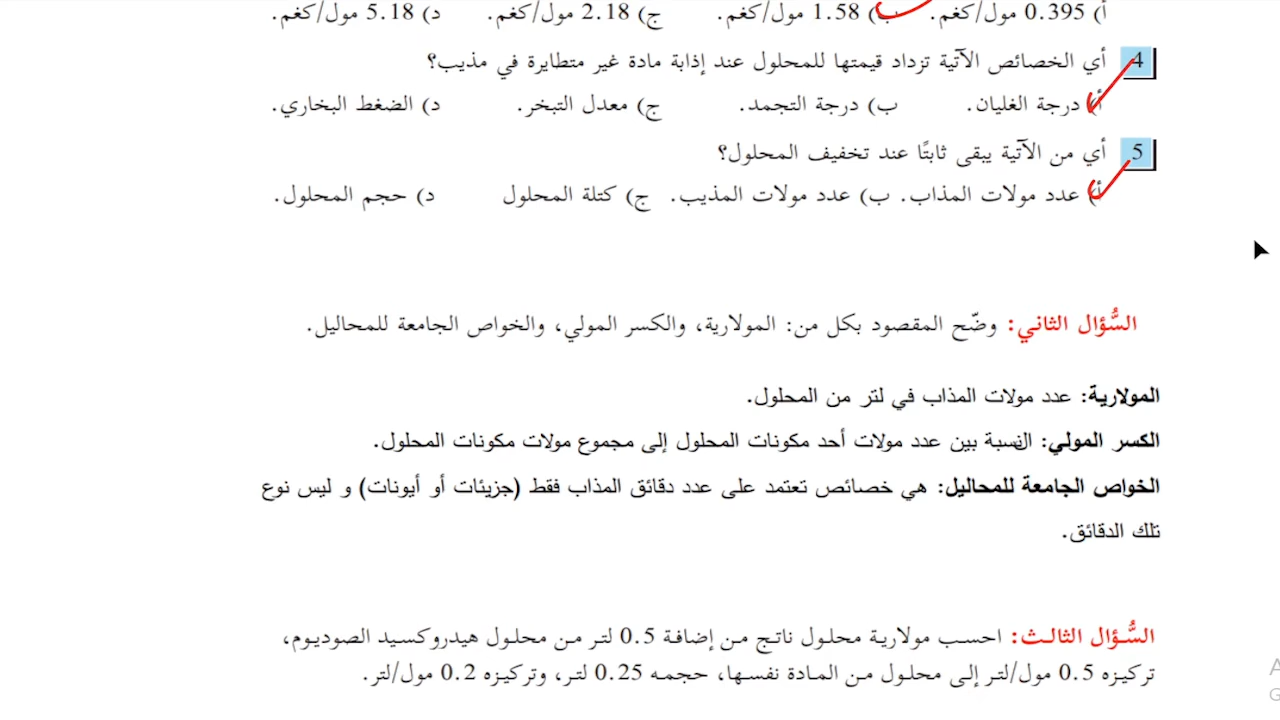 أ) 0.395 مول/كغم. ب) 1.58 مول/كغم. ج) 2.18 مول/كغم. د) 5.18 مول/كغم.
4 أي الخصائص الآتية تزداد قيمتها للمحلول عند إذابة مادة غير متطايرة في مذيب؟
أ) درجة الغليان. ب) درجة التجمد. ج) معدل التبخر. د) الضغط البخاري.
5 أي من الآتية يبقى ثابتًا عند تخفيف المحلول؟
أ) عدد مولات المذاب. ب) عدد مولات المذيب. ج) كتلة المحلول د) حجم المحلول.
السُّؤال الثاني: وضّح المقصود بكل من: المولارية، والكسر المولي، والخواص الجامعة للمحاليل.
المولارية: عدد مولات المذاب في لتر من المحلول.
الكسر المولي: النسبة بين عدد مولات أحد مكونات المحلول إلى مجموع مولات مكونات المحلول.
الخواص الجامعة للمحاليل: هي خصائص تعتمد على عدد دقائق المذاب فقط (جزيئات أو أيونات) و ليس نوع
تلك الدقائق.
السُّؤال الثالث: احسب مولارية محلول ناتج من إضافة 0.5 لتر من محلول هيدروكسيد الصوديوم،
تركيزه 0.5 مول/لتر إلى محلول من المادة نفسها، حجمه 0.25 لتر، وتركيزه 0.2 مول/لتر.
A
G